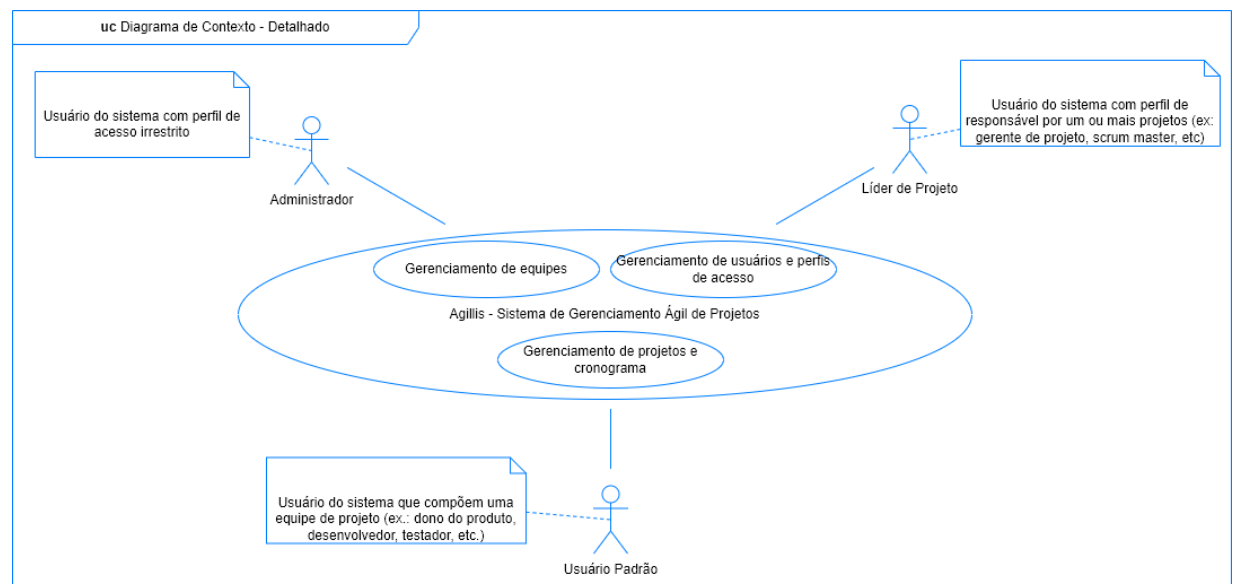 uc Diagrama de Contexto - Detalhado
Usuário do sistema com perfil de
acesso irrestrito
Administrador
Usuário do sistema com perfil de
responsável por um ou mais projetos (ex:
gerente de projeto, scrum master, etc)
Líder de Projeto
Gerenciamento de equipes
Gerenciamento de usuários e perfis
de acesso
Agillis - Sistema de Gerenciamento Ágil de Projetos
Gerenciamento de projetos e
cronograma
Usuário do sistema que compõem uma
equipe de projeto (ex.: dono do produto,
desenvolvedor, testador, etc.)
Usuário Padrão